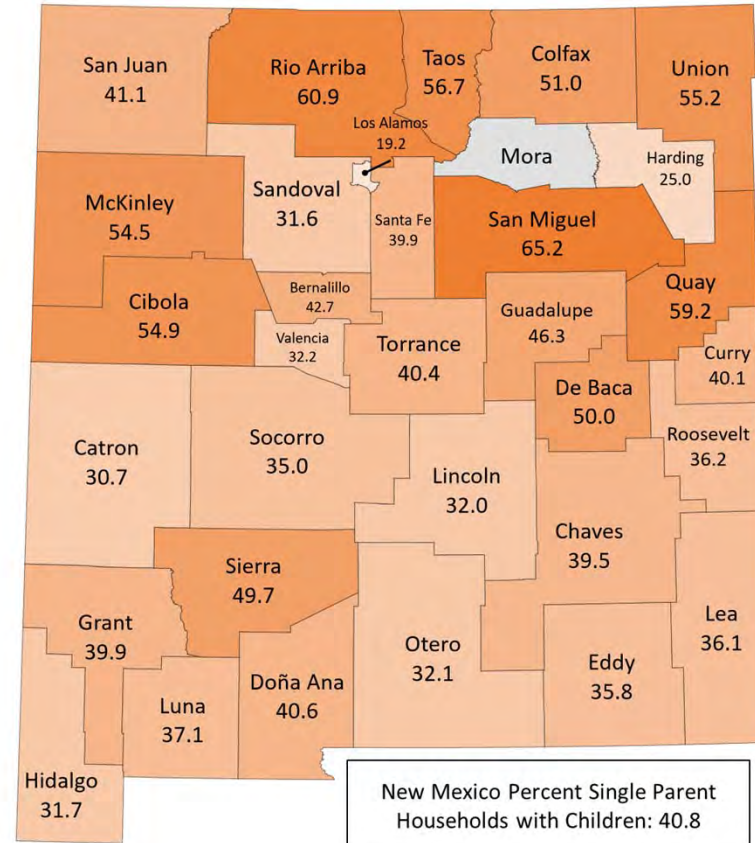 San Juan
41.1
Rio Arriba
60.9
Taos
56.7
Colfax
51.0
Union
55.2
Los Alamos
19.2
Mora
Harding
25.0
McKinley
54.5
Sandoval
31.6
Santa Fe
39.9
San Miguel
65.2
Cibola
54.9
Bernalillo
42.7
Valencia
32.2
Torrance
40.4
Guadalupe
46.3
Quay
59.2
Curry
40.1
De Baca
50.0
Roosevelt
36.2
Catron
30.7
Socorro
35.0
Lincoln
32.0
Chaves
39.5
Sierra
49.7
Grant
39.9
Lea
36.1
Otero
32.1
Eddy
35.8
Doña Ana
40.6
Luna
37.1
Hidalgo
31.7
New Mexico Percent Single Parent
Households with Children: 40.8